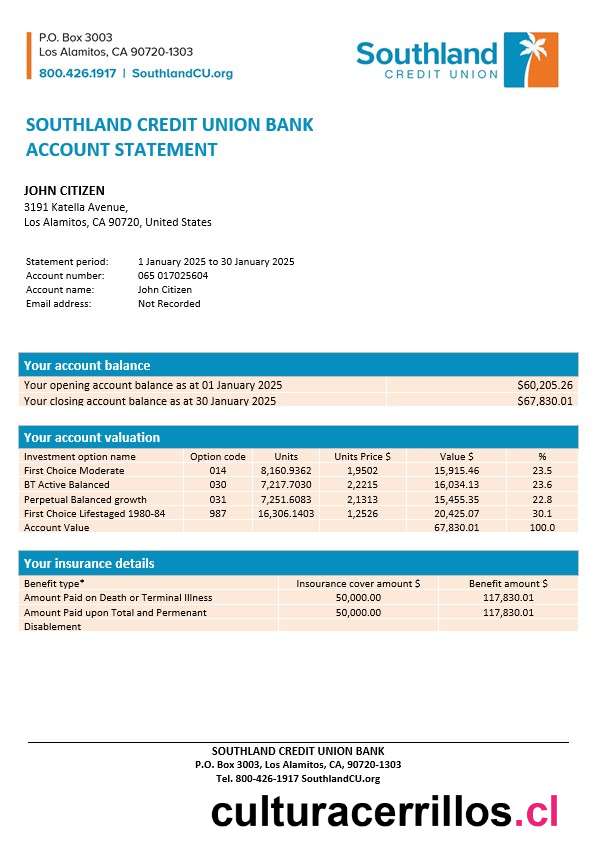 P.O. Box 3003
Los Alamitos, CA 90720-1303
800.426.1917 | SouthlandCU.org
Southland
CREDIT UNION
SOUTHLAND CREDIT UNION BANK
ACCOUNT STATEMENT
JOHN CITIZEN
3191 Katella Avenue,
Los Alamitos, CA 90720, United States
Statement period: 1 January 2025 to 30 January 2025
Account number: 065 017025604
Account name: John Citizen
Email address: Not Recorded
Your account balance
Your opening account balance as at 01 January 2025 $60,205.26
Your closing account balance as at 30 January 2025 $67,830.01
Your account valuation
Investment option name Option code Units Units Price $ Value $ %
First Choice Moderate 014 8,160.9362 1,9502 15,915.46 23.5
BT Active Balanced 030 7,217.7030 2,2215 16,034.13 23.6
Perpetual Balanced growth 031 7,251.6083 2,1313 15,455.35 22.8
First Choice Lifestaged 1980-84 987 16,306.1403 1,2526 20,425.07 30.1
Account Value 67,830.01 100.0
Your insurance details
Benefit type* Insourance cover amount $ Benefit amount $
Amount Paid on Death or Terminal Illness 50,000.00 117,830.01
Amount Paid upon Total and Permenant 50,000.00 117,830.01
Disablement
SOUTHLAND CREDIT UNION BANK
P.O. Box 3003, Los Alamitos, CA, 90720-1303
Tel. 800-426-1917 SouthlandCU.org
culturacerrillos.cl